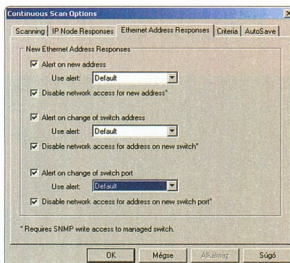 Continuous Scan Options
Scanning IP Node Responses Ethernet Address Responses Criteria AutoSave
New Ethernet Address Responses
Alert on new address
Use alert: Default
Disable network access for new address*
Alert on change of switch address
Use alert: Default
Disable network access for address on new switch*
Alert on change of switch port
Use alert: Default
Disable network access for address on new switch port*
* Requires SNMP write access to managed switch.
OK Mégse Alkalmaz Súgó